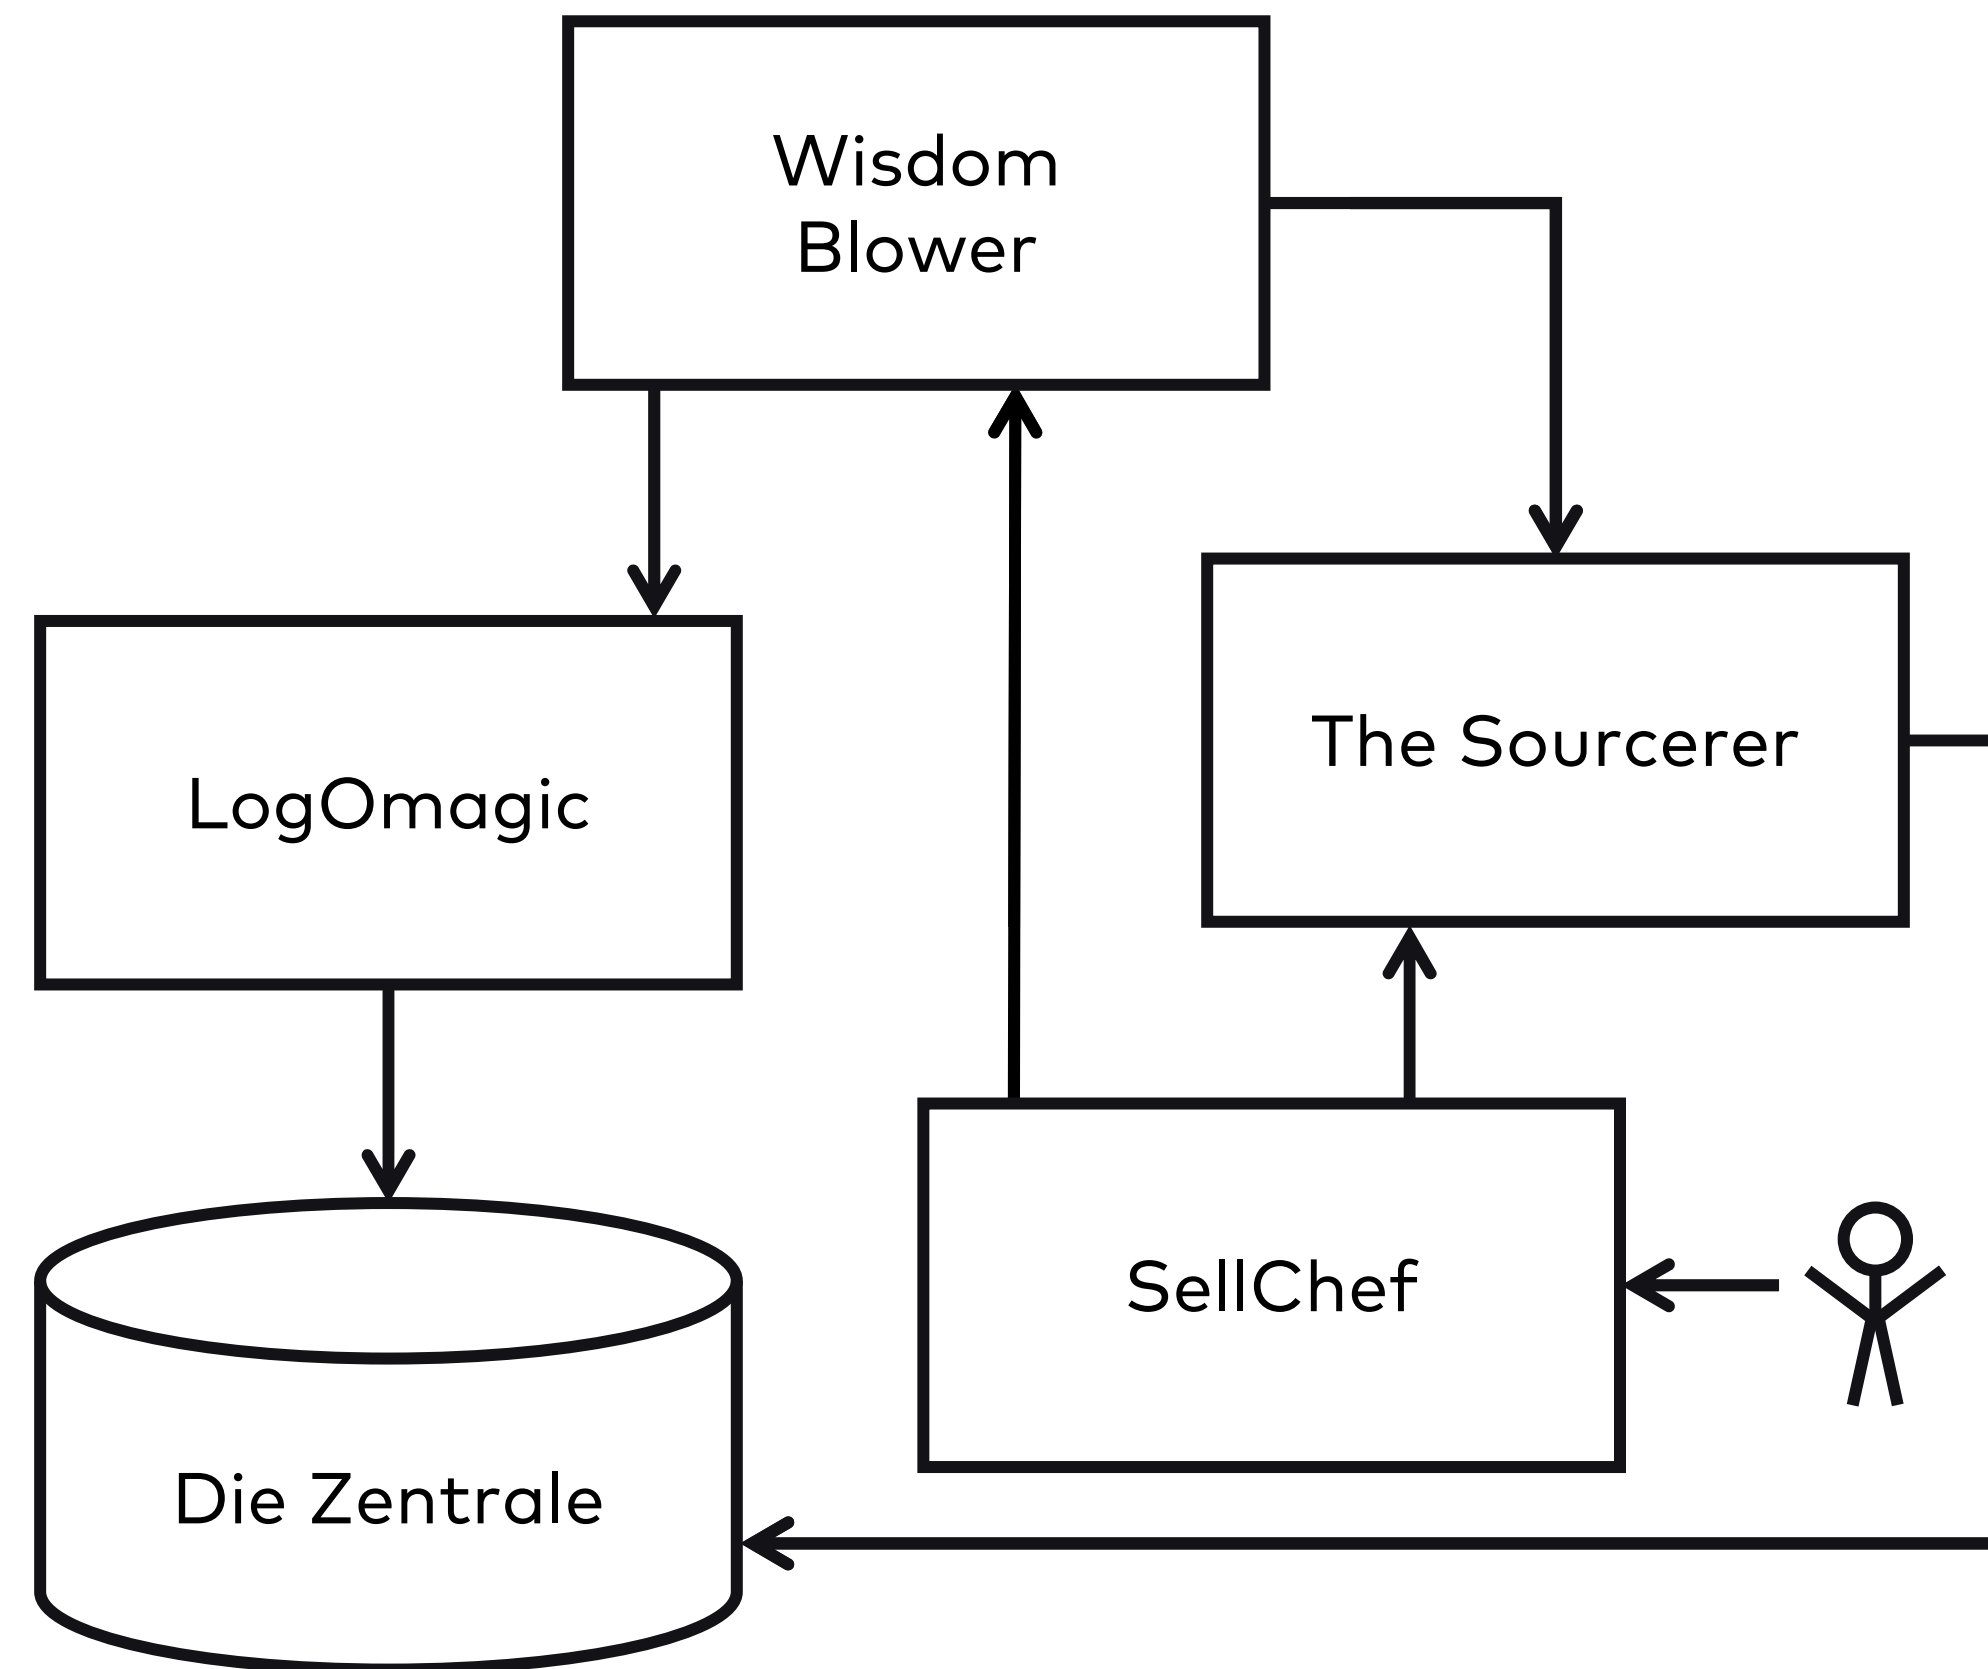 Wisdom
Blower
The Sourcerer
LogOmagic
SellChef
Die Zentrale